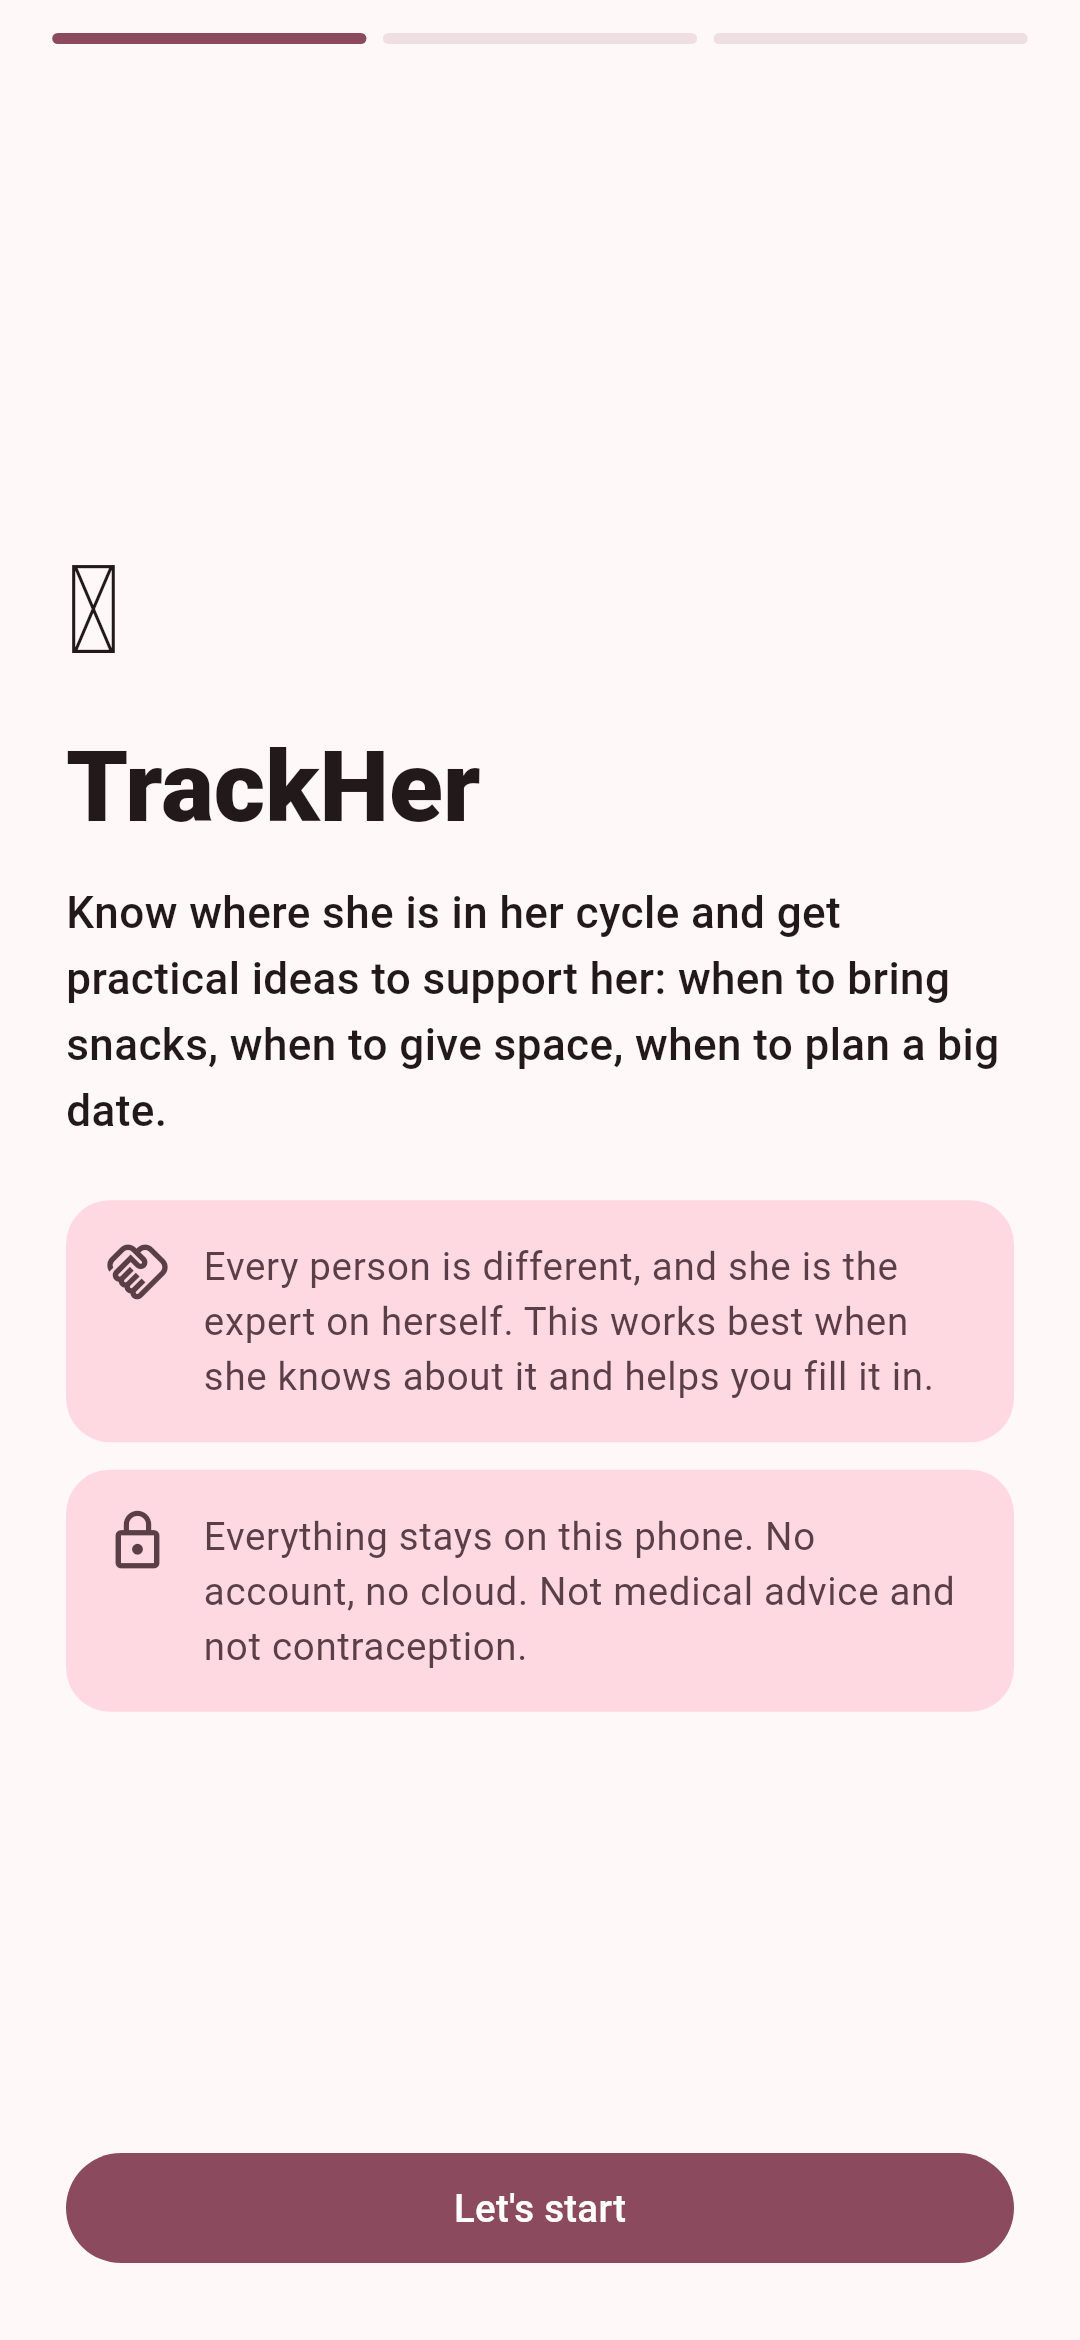 TrackHer
Know where she is in her cycle and get
practical ideas to support her: when to bring
snacks, when to give space, when to plan a big
date.
Every person is different, and she is the
expert on herself. This works best when
she knows about it and helps you fill it in.
Everything stays on this phone. No
account, no cloud. Not medical advice and
not contraception.
Let's start